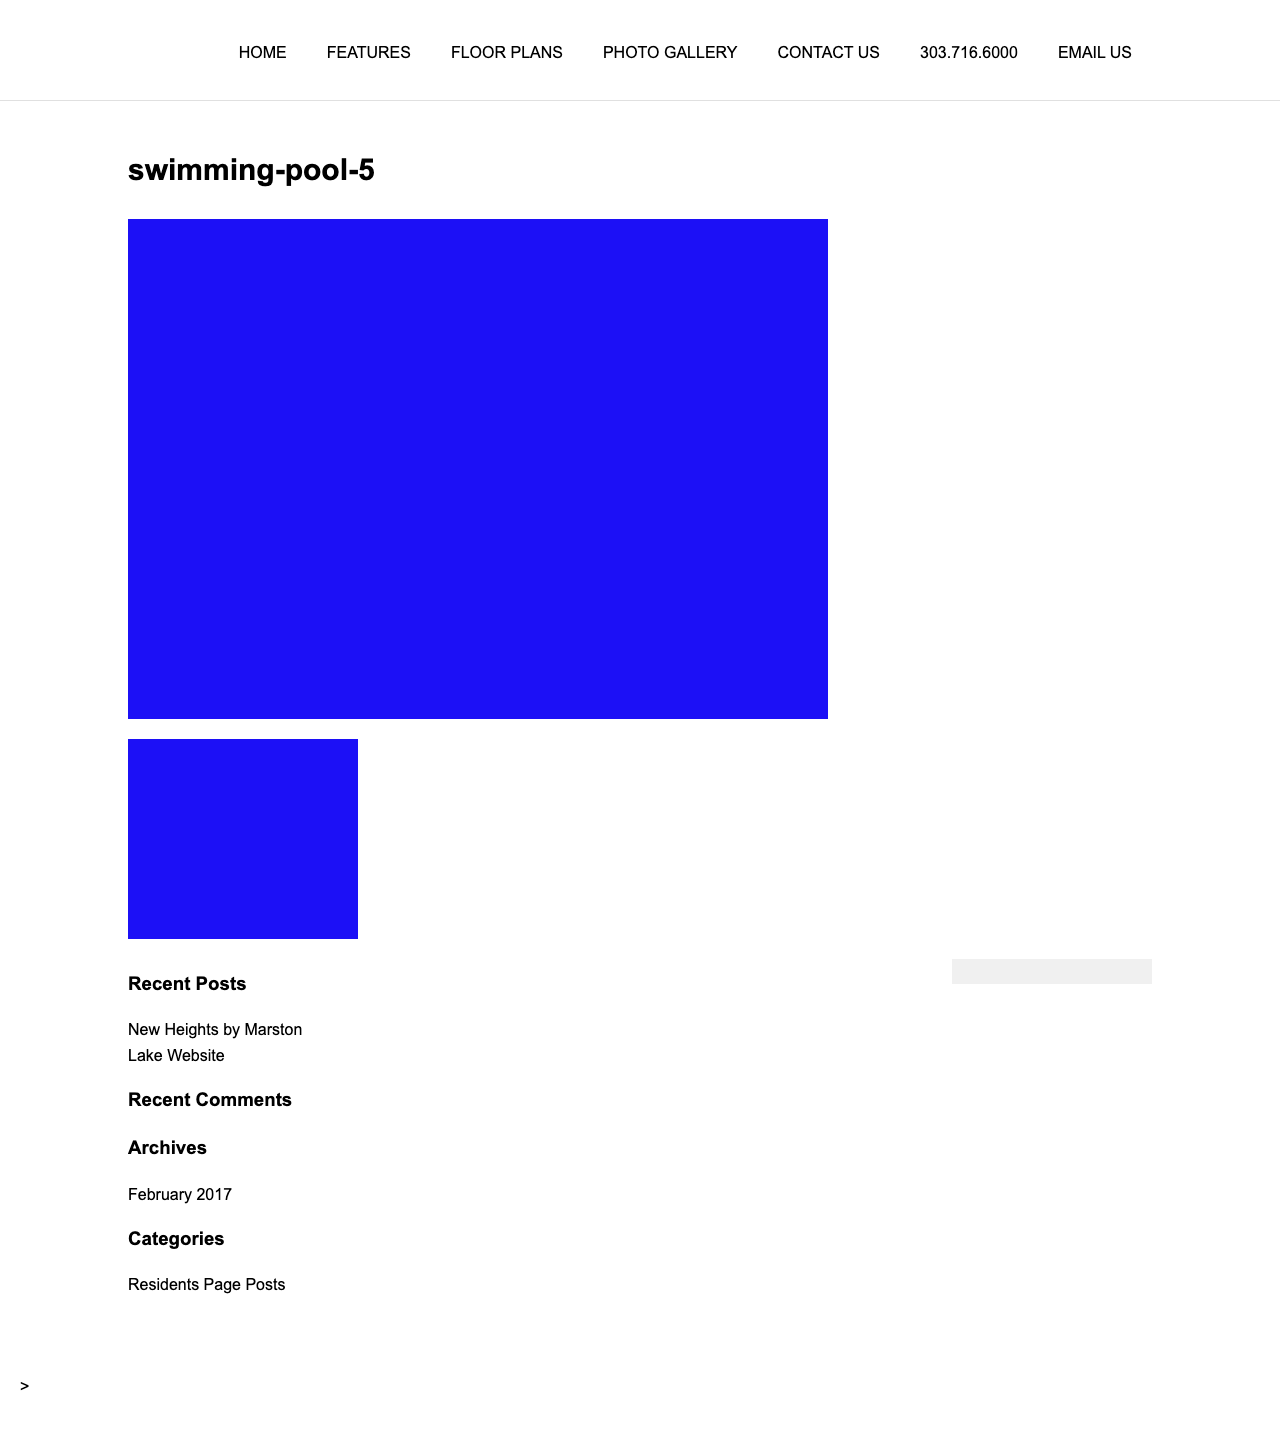 HOME FEATURES FLOOR PLANS PHOTO GALLERY CONTACT US 303.716.6000 EMAIL US
swimming-pool-5
Recent Posts
New Heights by Marston
Lake Website
Recent Comments
Archives
February 2017
Categories
Residents Page Posts
>